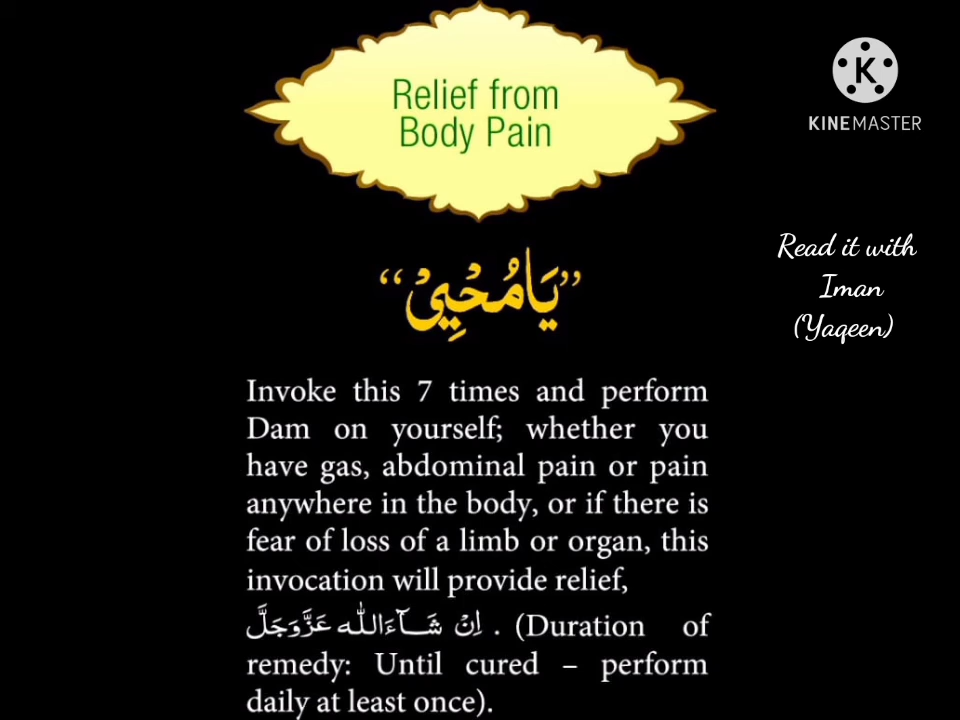 Relief from
Body Pain
K
KINEMASTER
Read it with
Iman
(Yaqeen)
”يَامُحْيِيْ“
Invoke this 7 times and perform
Dam on yourself; whether you
have gas, abdominal pain or pain
anywhere in the body, or if there is
fear of loss of a limb or organ, this
invocation will provide relief,
اِنْ شَــآءَاللّٰه عَزَّوَجَلَّ . (Duration of
remedy: Until cured – perform
daily at least once).